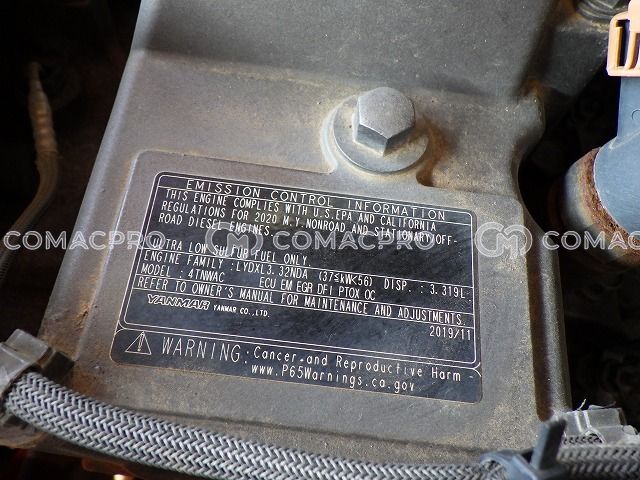 EMISSION CONTROL INFORMATION
THIS ENGINE COMPLIES WITH U.S.EPA AND CALIFORNIA
REGULATIONS FOR 2020 M.Y.NONROAD AND STATIONARY/OFF-
ROAD DIESEL ENGINES
ULTRA LOW SULFUR FUEL ONLY
ENGINE FAMILY : LYDXL3.32NDA (37≤kW<56) DISP. : 3.319L
MODEL : 4TNWAC ECU EM EGR DFI PTOX OC
REFER TO OWNER'S MANUAL FOR MAINTENANCE AND ADJUSTMENTS.
YANMAR YANMAR CO.,LTD. 2019/11
WARNING: Cancer and Reproductive Harm -
www.P65Warnings.ca.gov
COMACPRO COMACPRO COMACPRO